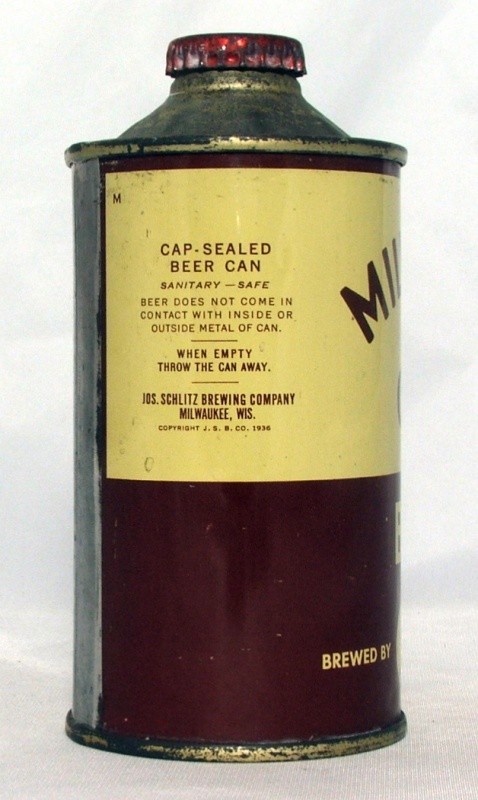 M
CAP-SEALED
BEER CAN
SANITARY — SAFE
BEER DOES NOT COME IN
CONTACT WITH INSIDE OR
OUTSIDE METAL OF CAN.
WHEN EMPTY
THROW THE CAN AWAY.
JOS. SCHLITZ BREWING COMPANY
MILWAUKEE, WIS.
COPYRIGHT J. S. B. CO. 1936
MIL
BREWED BY